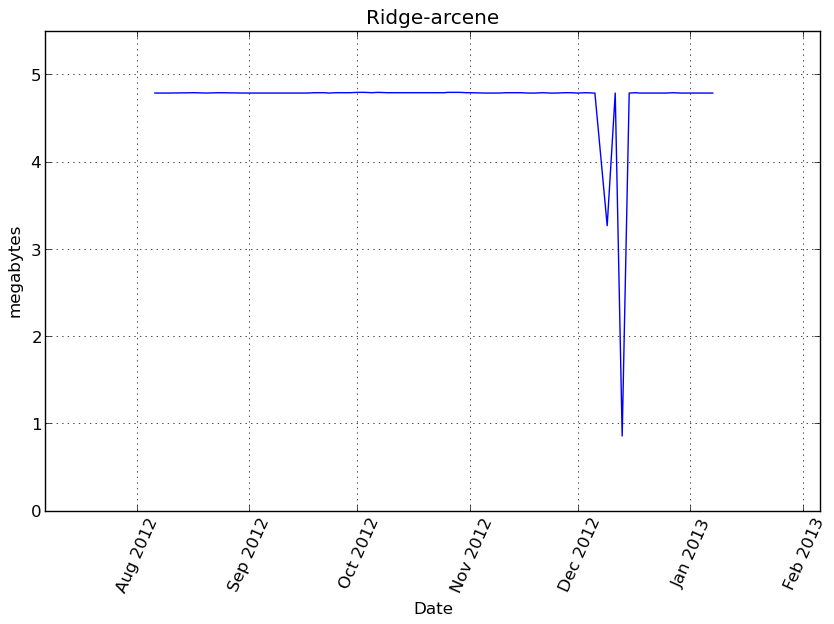 Ridge-arcene
5
4
3
2
1
0
megabytes
Aug 2012
Sep 2012
Oct 2012
Nov 2012
Dec 2012
Jan 2013
Feb 2013
Date